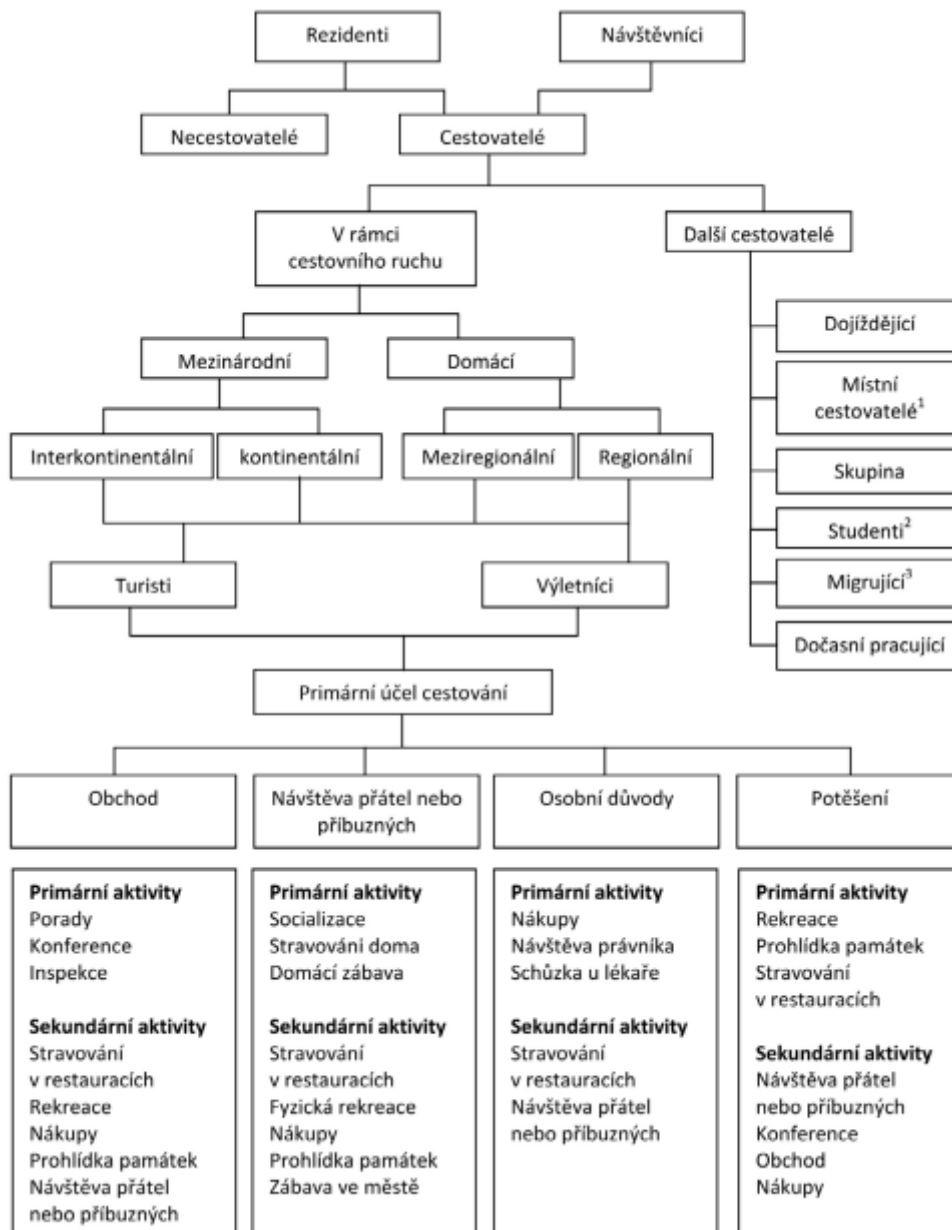 Rezidenti
Návštěvníci
Necestovatelé
Cestovatelé
V rámci
cestovního ruchu
Další cestovatelé
Mezinárodní
Domácí
Interkontinentální
kontinentální
Meziregionální
Regionální
Turisti
Výletníci
Dojíždějící
Místní
cestovatelé¹
Skupina
Studenti²
Migrující³
Dočasní pracující
Primární účel cestování
Obchod
Návštěva přátel nebo
příbuzných
Osobní důvody
Potěšení
Primární aktivity
Porady
Konference
Inspekce
Sekundární aktivity
Stravování
v restauracích
Rekreace
Nákupy
Prohlídka památek
Návštěva přátel
nebo příbuzných
Primární aktivity
Socializace
Stravováni doma
Domácí zábava
Sekundární aktivity
Stravování
v restauracích
Fyzická rekreace
Nákupy
Prohlídka památek
Zábava ve městě
Primární aktivity
Nákupy
Návštěva právníka
Schůzka u lékaře
Sekundární aktivity
Stravování
v restauracích
Návštěva přátel
nebo příbuzných
Primární aktivity
Rekreace
Prohlídka památek
Stravování
v restauracích
Sekundární aktivity
Návštěva přátel
nebo příbuzných
Konference
Obchod
Nákupy